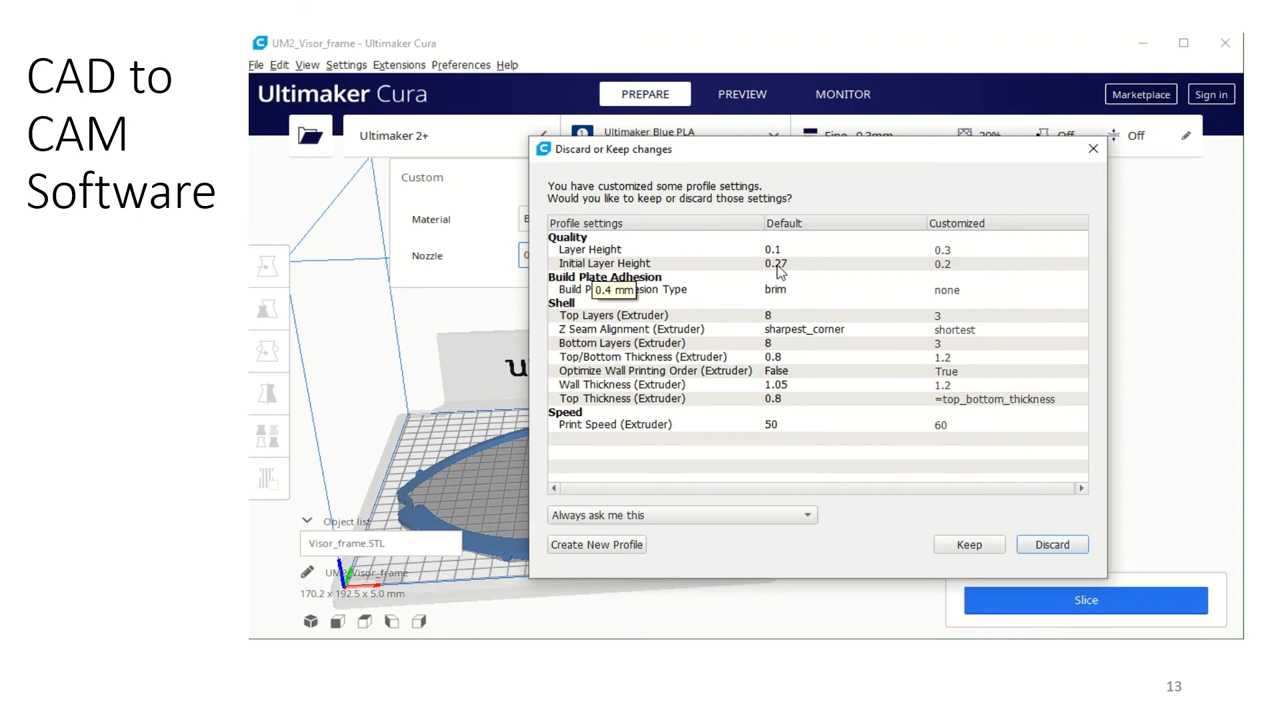 CAD to
CAM
Software
UM2_Visor_frame - Ultimaker Cura
File Edit View Settings Extensions Preferences Help
Ultimaker Cura
PREPARE
PREVIEW
MONITOR
Marketplace
Sign in
Ultimaker 2+
1
Ultimaker Blue PLA
Fine 0.3mm
20%
Off
Off
Discard or Keep changes
You have customized some profile settings.
Would you like to keep or discard those settings?
Custom
Material
Nozzle
Profile settings Default Customized
Quality
Layer Height 0.1 0.3
Initial Layer Height 0.27 0.2
Build Plate Adhesion
Type brim none
0.4 mm
Shell
Top Layers (Extruder) 8 3
Z Seam Alignment (Extruder) sharpest_corner shortest
Bottom Layers (Extruder) 8 3
Top/Bottom Thickness (Extruder) 0.8 1.2
Optimize Wall Printing Order (Extruder) False True
Wall Thickness (Extruder) 1.05 1.2
Top Thickness (Extruder) 0.8 =top_bottom_thickness
Speed
Print Speed (Extruder) 50 60
Always ask me this
Create New Profile
Keep
Discard
Object list
Visor_frame.STL
UM2_Visor_frame
170.2 x 192.5 x 5.0 mm
Slice
13